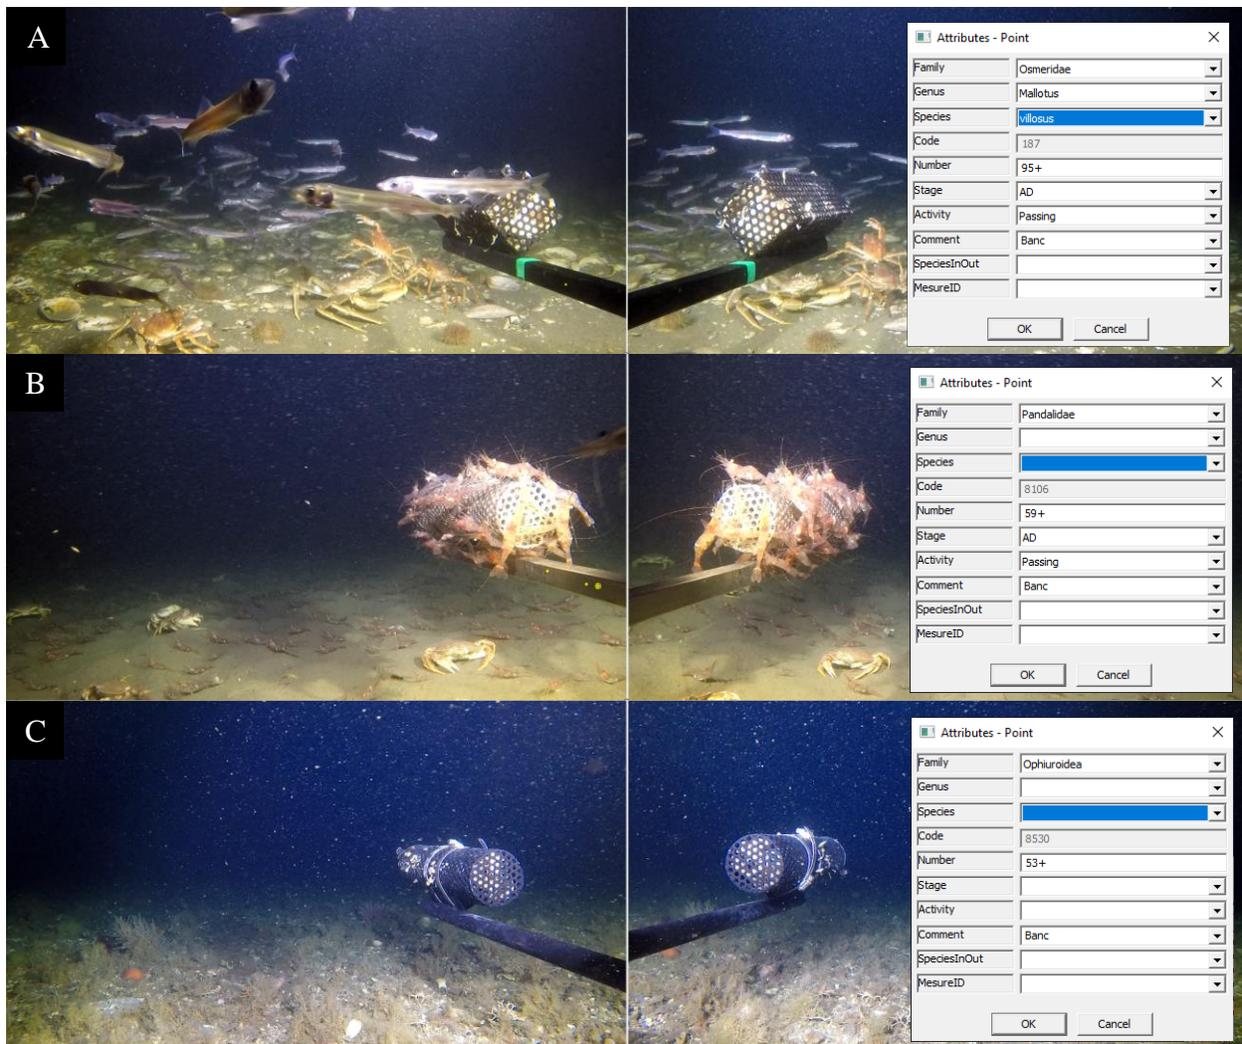 A
Attributes - Point
Family Osmeridae
Genus Mallotus
Species villosus
Code 187
Number 95+
Stage AD
Activity Passing
Comment Banc
SpeciesInOut
MesureID
OK Cancel
B
Attributes - Point
Family Pandalidae
Genus
Species
Code 8106
Number 59+
Stage AD
Activity Passing
Comment Banc
SpeciesInOut
MesureID
OK Cancel
C
Attributes - Point
Family Ophiuroidea
Genus
Species
Code 8530
Number 53+
Stage
Activity
Comment Banc
SpeciesInOut
MesureID
OK Cancel